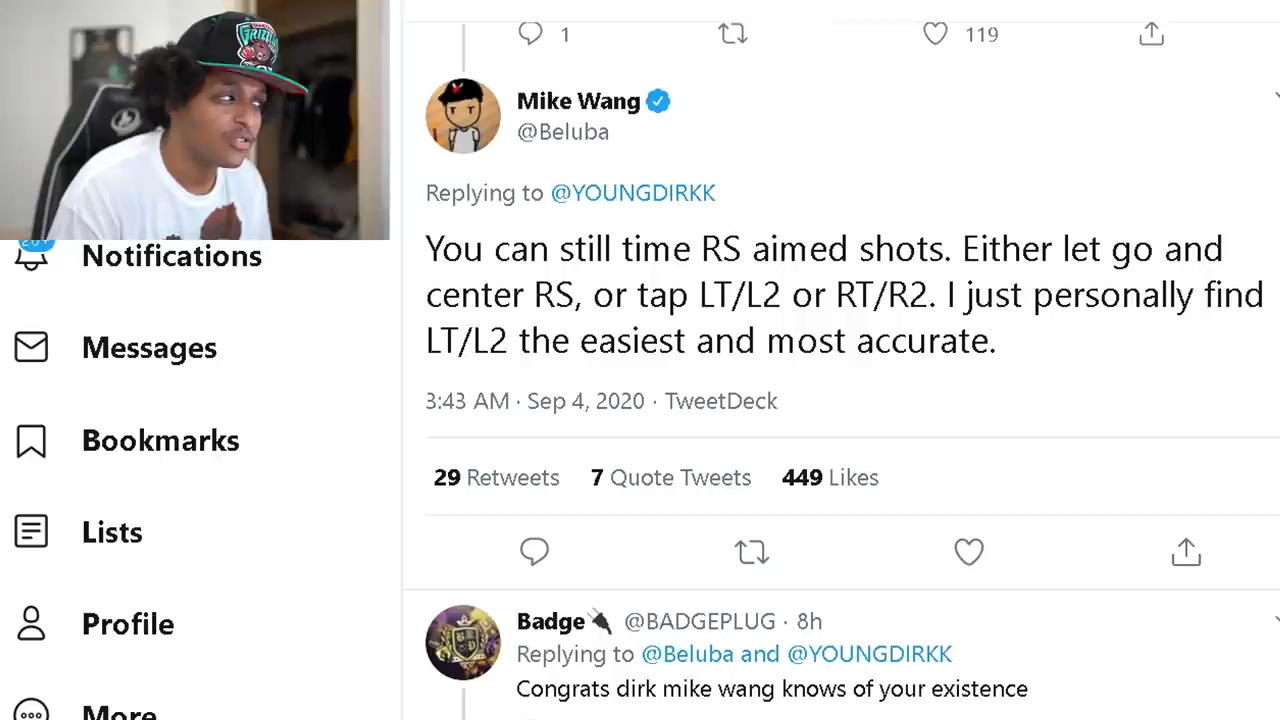 GRIZZLIES
1
119
Mike Wang
@Beluba
Replying to @YOUNGDIRKK
You can still time RS aimed shots. Either let go and
center RS, or tap LT/L2 or RT/R2. I just personally find
LT/L2 the easiest and most accurate.
3:43 AM · Sep 4, 2020 · TweetDeck
29 Retweets 7 Quote Tweets 449 Likes
Badge @BADGEPLUG · 8h
Replying to @Beluba and @YOUNGDIRKK
Congrats dirk mike wang knows of your existence
20+
Notifications
Messages
Bookmarks
Lists
Profile
More